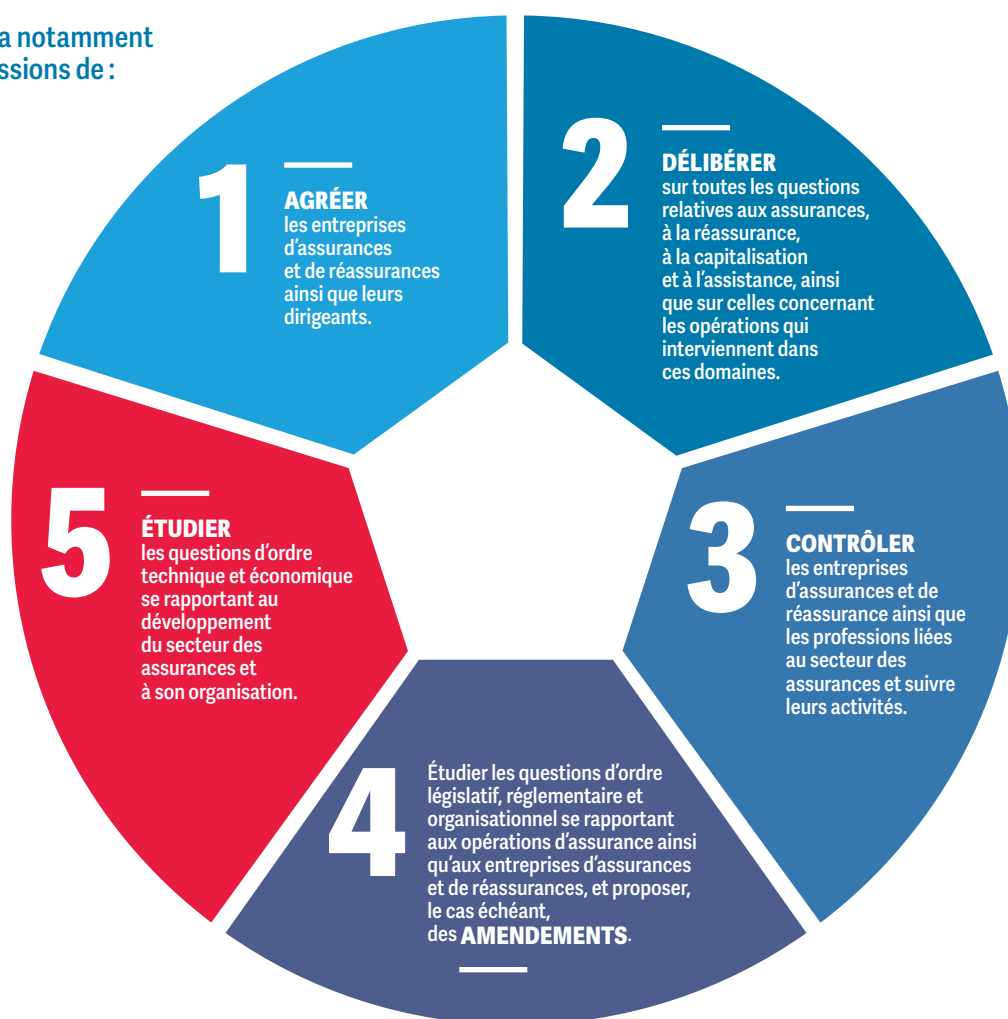 a notamment
ssions de :
1
AGRÉER
les entreprises
d'assurances
et de réassurances
ainsi que leurs
dirigeants.
2
DÉLIBÉRER
sur toutes les questions
relatives aux assurances,
à la réassurance,
à la capitalisation
et à l'assistance, ainsi
que sur celles concernant
les opérations qui
interviennent dans
ces domaines.
3
CONTRÔLER
les entreprises
d'assurances et de
réassurance ainsi que
les professions liées
au secteur des
assurances et suivre
leurs activités.
4
Étudier les questions d'ordre
législatif, réglementaire et
organisationnel se rapportant
aux opérations d'assurance ainsi
qu'aux entreprises d'assurances
et de réassurances, et proposer,
le cas échéant,
des AMENDEMENTS.
5
ÉTUDIER
les questions d'ordre
technique et économique
se rapportant au
développement
du secteur des
assurances et
à son organisation.